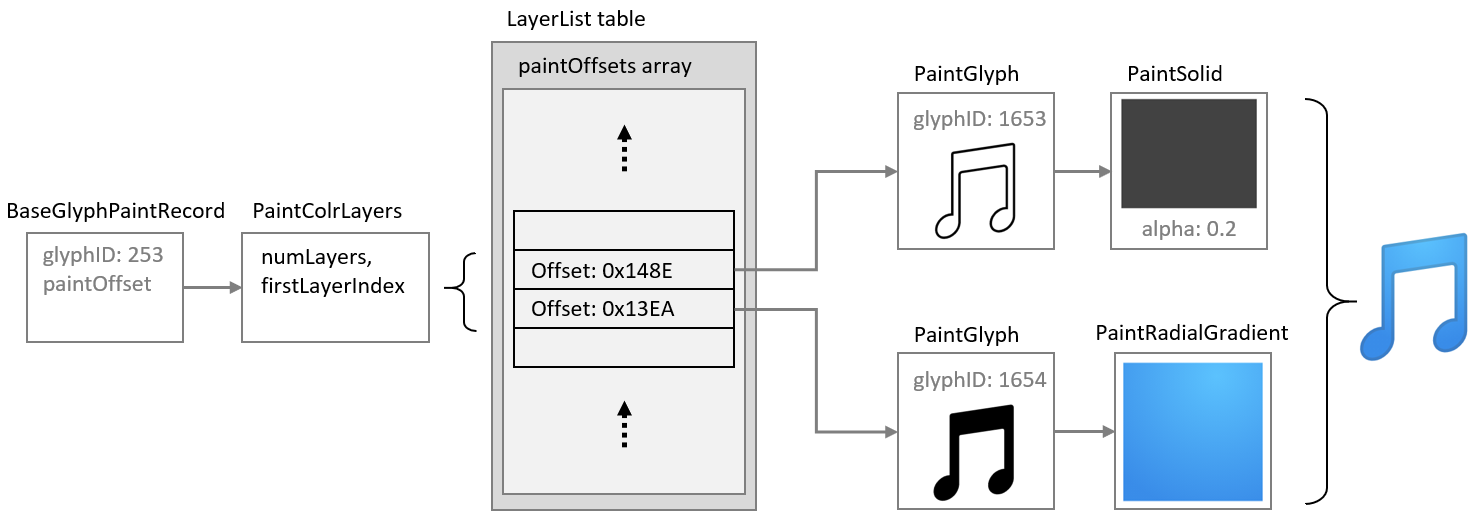 LayerList table
paintOffsets array
BaseGlyphPaintRecord
glyphID: 253
paintOffset
PaintColrLayers
numLayers,
firstLayerIndex
Offset: 0x148E
Offset: 0x13EA
PaintGlyph
glyphID: 1653
PaintSolid
alpha: 0.2
PaintGlyph
glyphID: 1654
PaintRadialGradient